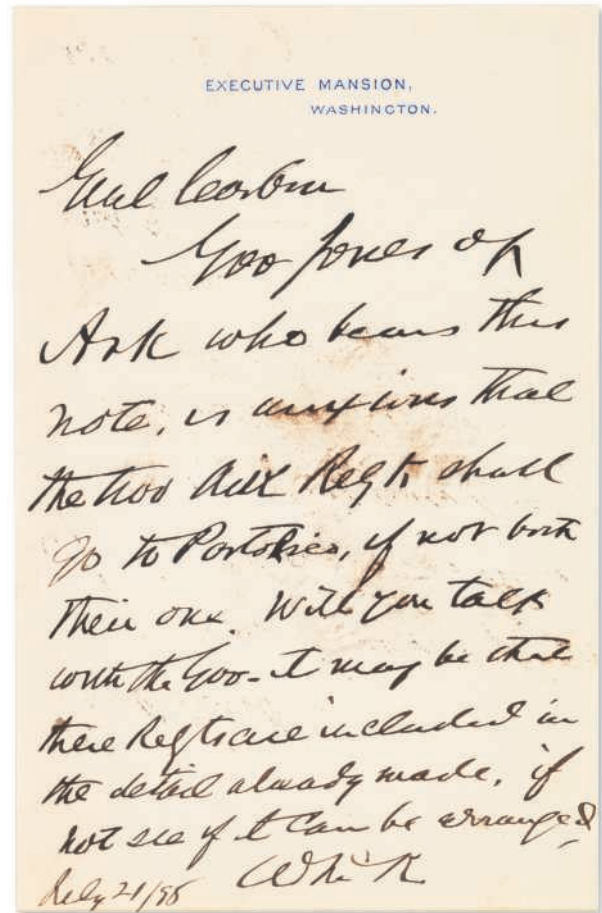 EXECUTIVE MANSION,
WASHINGTON.
Genl Corbin
Gov Jones of
Ark who bears this
note, is anxious that
the two Ark Regts shall
go to PortoRico, if not both
then one. Will you talk
with the Gov - it may be that
these Regts are included in
the detail already made, if
not see if it can be arranged,
July 21/98